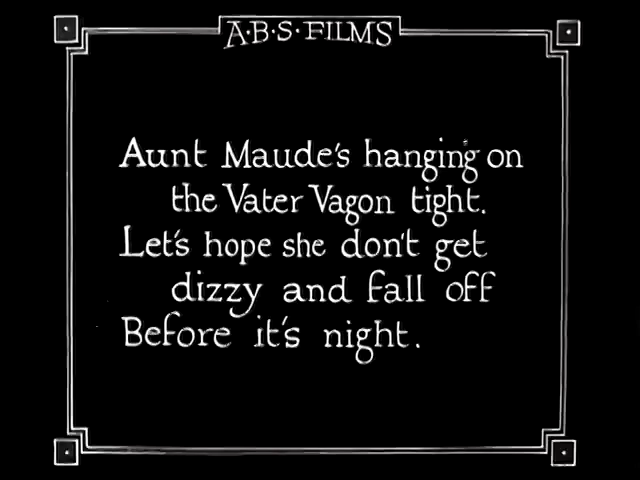 A·B·S·FILMS
Aunt Maude's hanging on
the Vater Vagon tight.
Let's hope she don't get
dizzy and fall off
Before it's night.